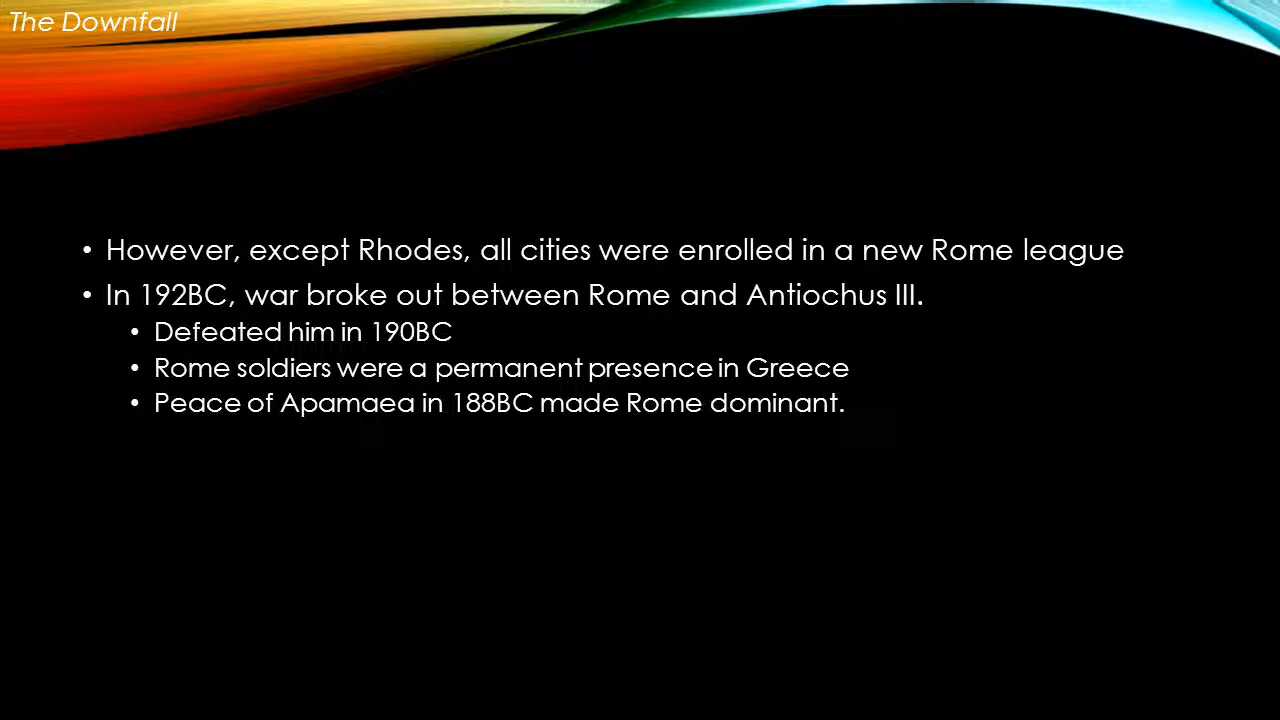 The Downfall
• However, except Rhodes, all cities were enrolled in a new Rome league
• In 192BC, war broke out between Rome and Antiochus III.
• Defeated him in 190BC
• Rome soldiers were a permanent presence in Greece
• Peace of Apamaea in 188BC made Rome dominant.